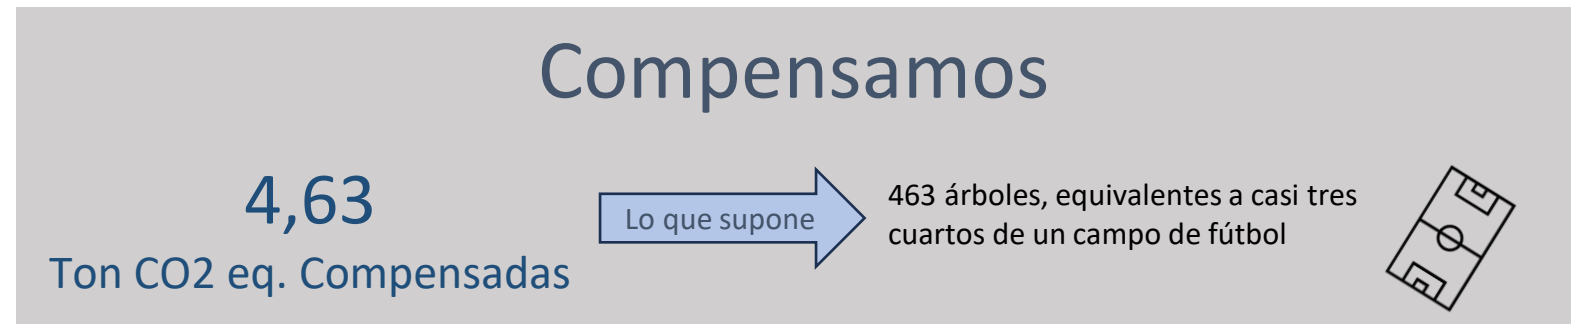 Compensamos
4,63
Ton CO2 eq. Compensadas
Lo que supone
463 árboles, equivalentes a casi tres
cuartos de un campo de fútbol